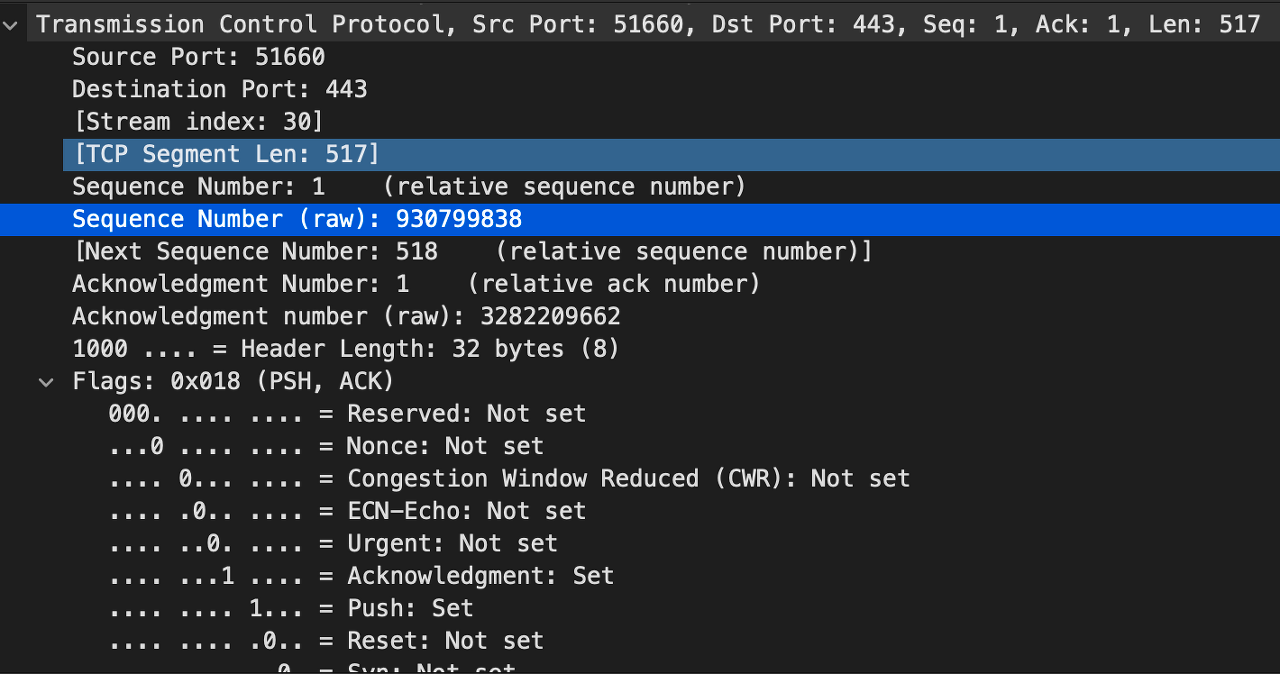 Transmission Control Protocol, Src Port: 51660, Dst Port: 443, Seq: 1, Ack: 1, Len: 517
Source Port: 51660
Destination Port: 443
[Stream index: 30]
[TCP Segment Len: 517]
Sequence Number: 1    (relative sequence number)
Sequence Number (raw): 930799838
[Next Sequence Number: 518    (relative sequence number)]
Acknowledgment Number: 1    (relative ack number)
Acknowledgment number (raw): 3282209662
1000 .... = Header Length: 32 bytes (8)
Flags: 0x018 (PSH, ACK)
000. .... .... = Reserved: Not set
...0 .... .... = Nonce: Not set
.... 0... .... = Congestion Window Reduced (CWR): Not set
.... .0.. .... = ECN-Echo: Not set
.... ..0. .... = Urgent: Not set
.... ...1 .... = Acknowledgment: Set
.... .... 1... = Push: Set
.... .... .0.. = Reset: Not set
0. = Syn: Not set